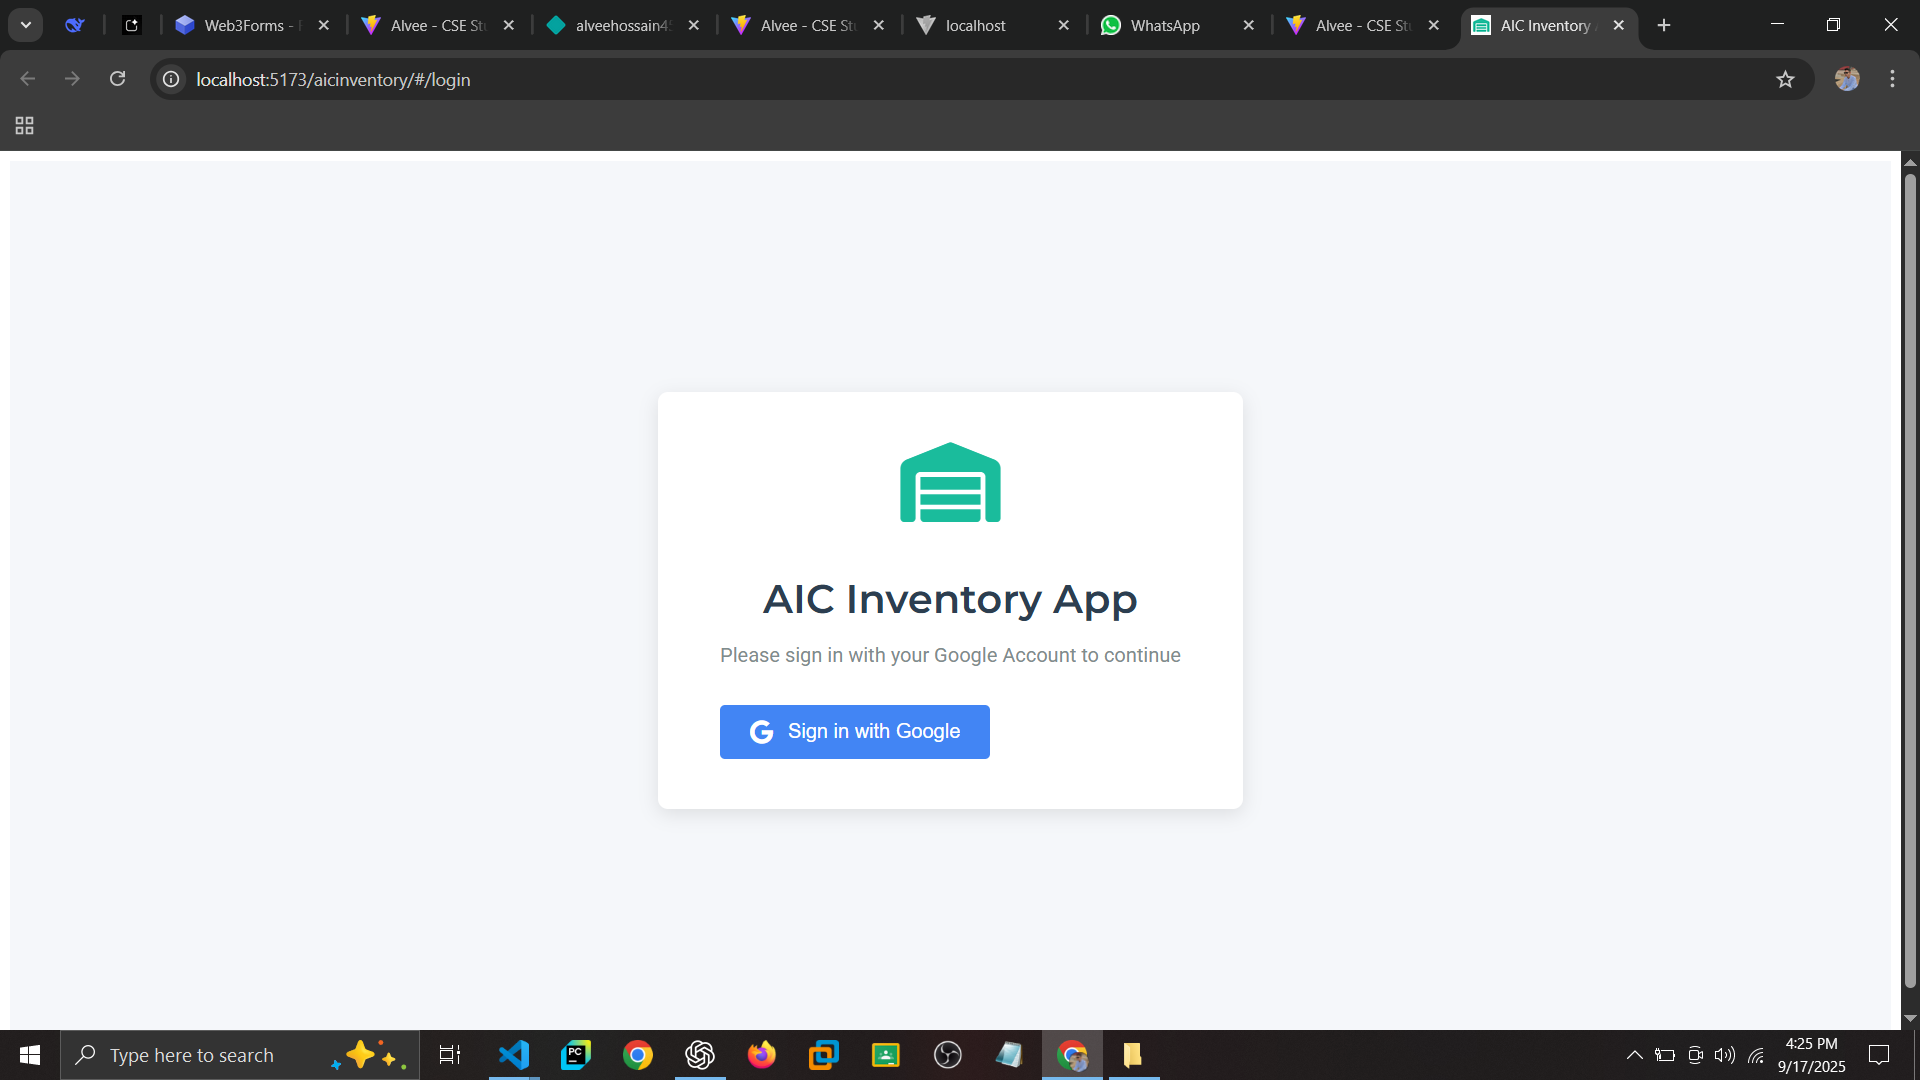 Web3Forms -
Alvee - CSE St
alveehossain4
Alvee - CSE St
localhost
WhatsApp
Alvee - CSE St
AIC Inventory
localhost:5173/aicinventory/#/login
AIC Inventory App
Please sign in with your Google Account to continue
G Sign in with Google
Type here to search
PC
4:25 PM
9/17/2025